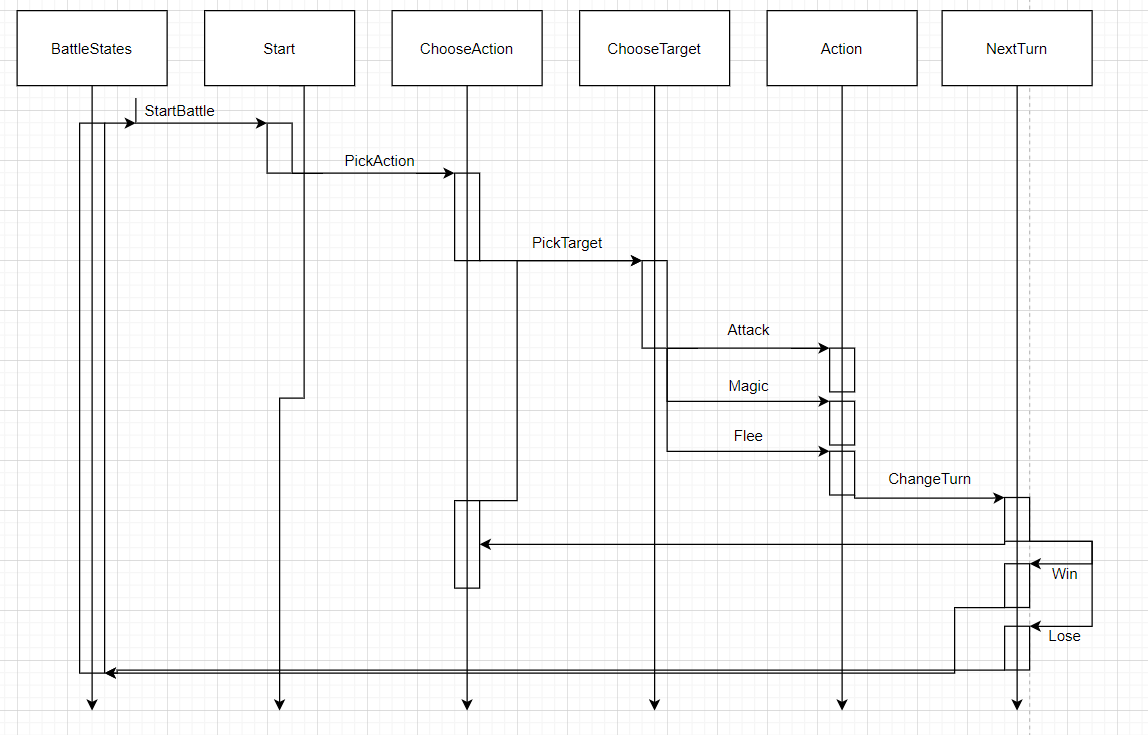 BattleStates
Start
ChooseAction
ChooseTarget
Action
NextTurn
StartBattle
PickAction
PickTarget
Attack
Magic
Flee
ChangeTurn
Win
Lose